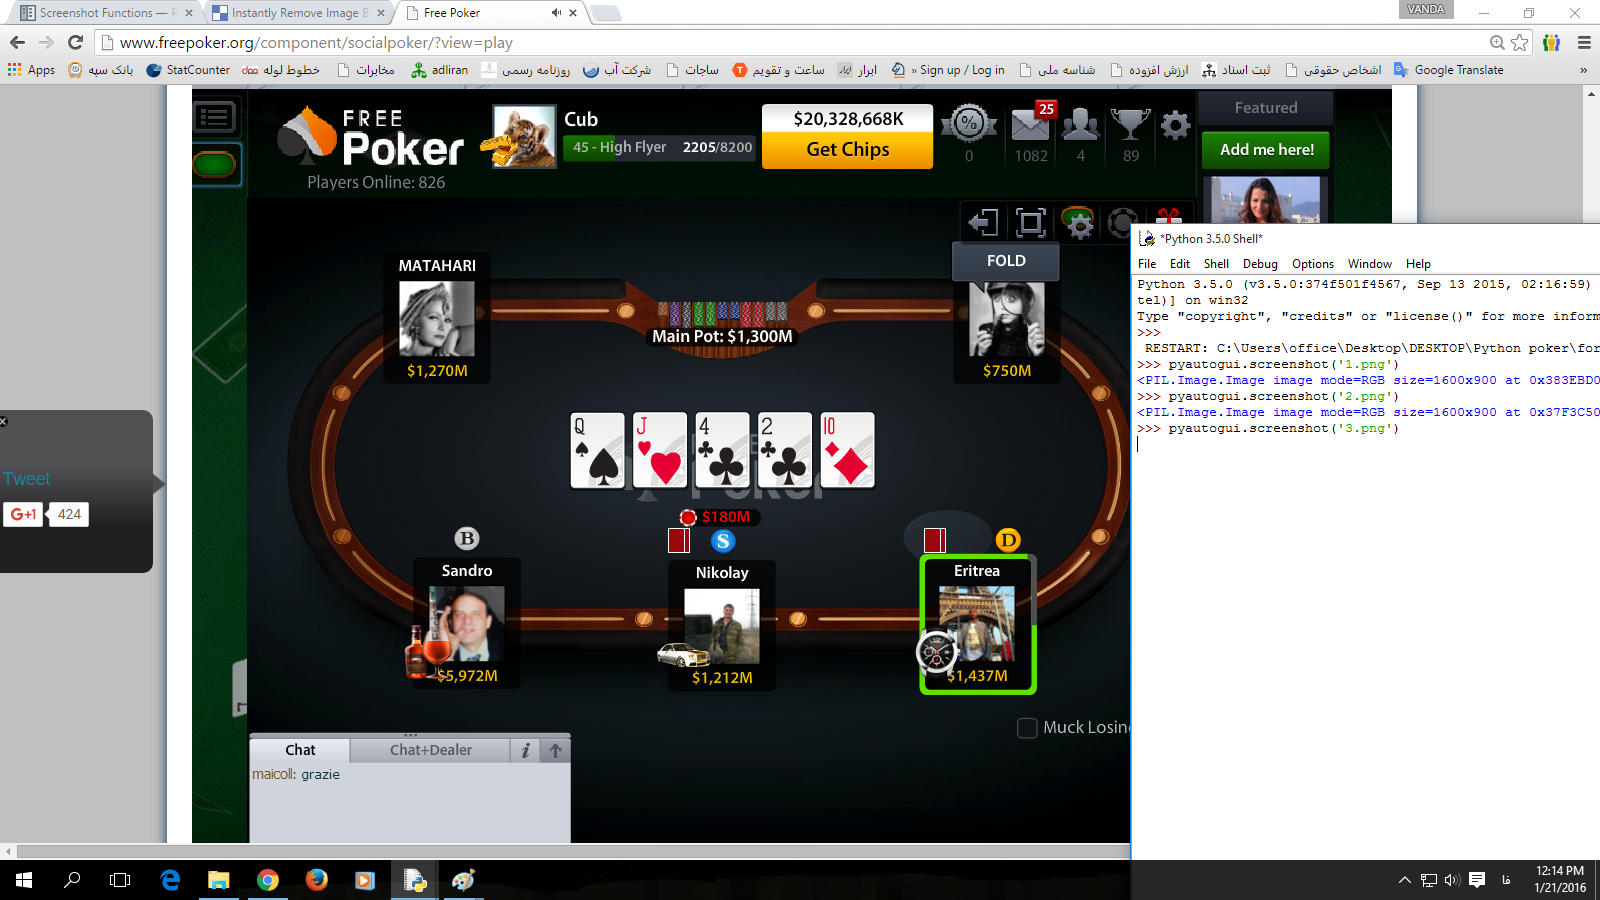 Screenshot Functions — P
Instantly Remove Image B
Free Poker
VANDA
www.freepoker.org/component/socialpoker/?view=play
Apps
بانک سپه
StatCounter
خطوط لوله
مخابرات
adliran
روزنامه رسمی
شرکت آب
ساجات
ساعت و تقویم
ابزار
» Sign up / Log in
شناسه ملی
ارزش افزوده
ثبت اسناد
اشخاص حقوقی
Google Translate
»
FREE
Poker
Players Online: 826
Cub
45 - High Flyer 2205/8200
$20,328,668K
Get Chips
%
0
25
1082
4
89
Featured
Add me here!
FOLD
MATAHARI
$1,270M
$750M
Main Pot: $1,300M
Q
J
4
2
10
Poker
$180M
B
S
D
Sandro
$5,972M
Nikolay
$1,212M
Eritrea
$1,437M
Muck Losin
Tweet
G+1
424
Chat
Chat+Dealer
i
maicoll: grazie
*Python 3.5.0 Shell*
File Edit Shell Debug Options Window Help
Python 3.5.0 (v3.5.0:374f501f4567, Sep 13 2015, 02:16:59)
tel)] on win32
Type "copyright", "credits" or "license()" for more inform
>>>
RESTART: C:\Users\office\Desktop\DESKTOP\Python poker\for
>>> pyautogui.screenshot('1.png')
<PIL.Image.Image image mode=RGB size=1600x900 at 0x383EBD0
>>> pyautogui.screenshot('2.png')
<PIL.Image.Image image mode=RGB size=1600x900 at 0x37F3C50
>>> pyautogui.screenshot('3.png')
فا
12:14 PM
1/21/2016